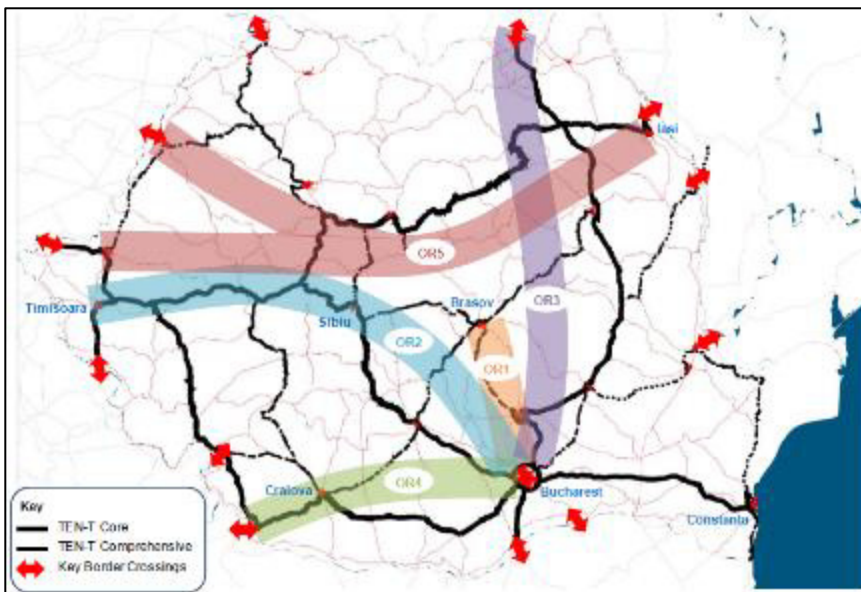 Iasi
OR5
OR3
Timisoara
Brasov
Sibiu
OR2
OR1
Craiova
OR4
Bucharest
Constanta
Key
TEN-T Core
TEN-T Comprehensive
Key Border Crossings